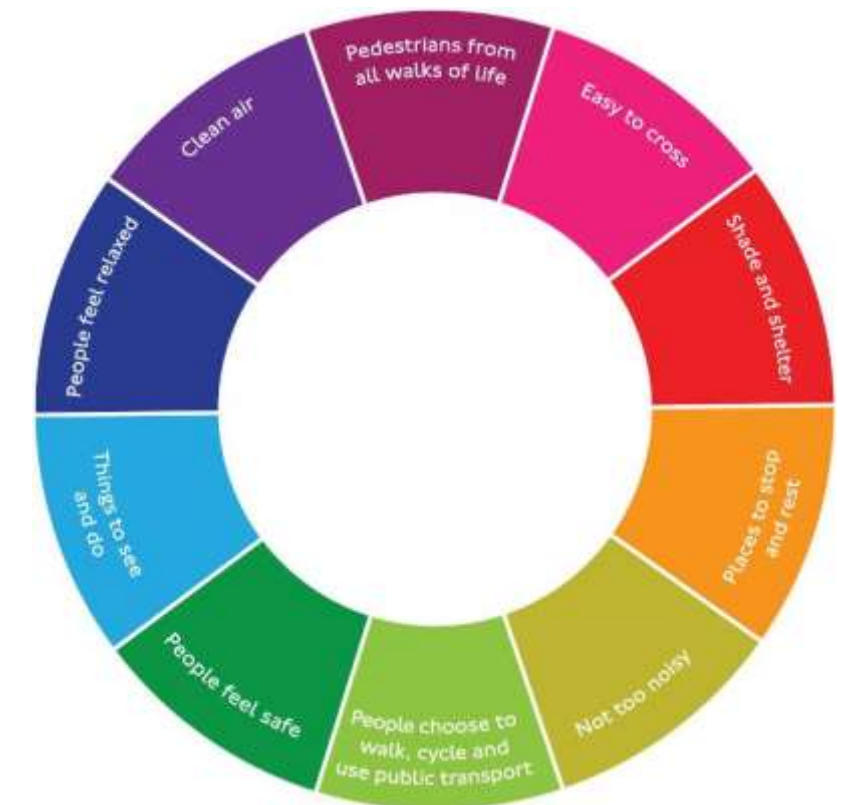 Pedestrians from
all walks of life
Easy to cross
Shade and shelter
Places to stop
and rest
Not too noisy
People choose to
walk, cycle and
use public transport
People feel safe
Things to see
and do
People feel relaxed
Clean air